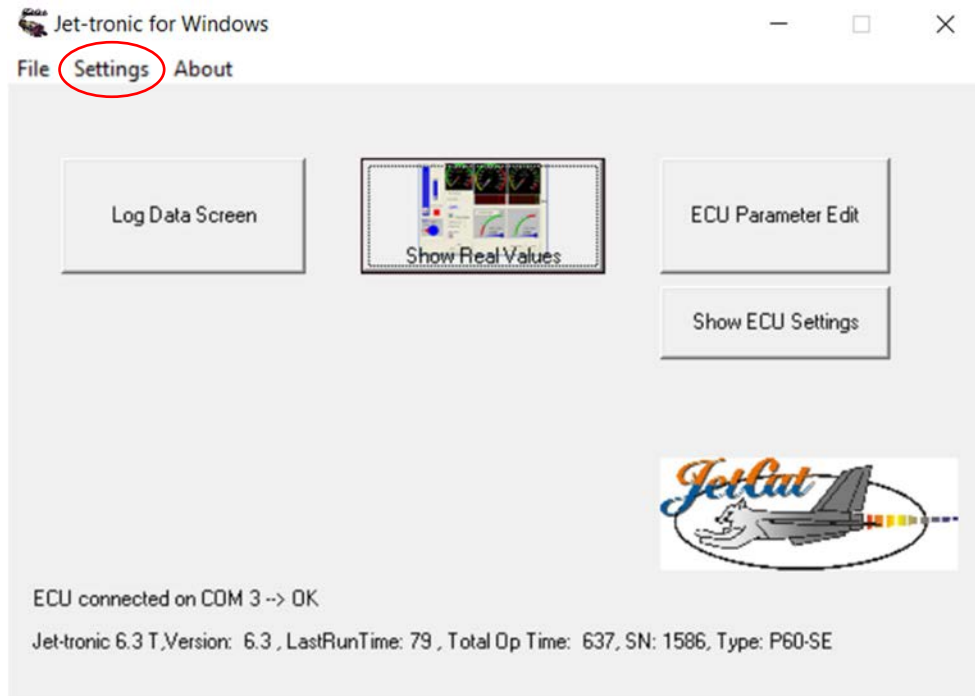 Jet-tronic for Windows
File Settings About
Log Data Screen
Show Real Values
ECU Parameter Edit
Show ECU Settings
JetCat
ECU connected on COM 3 --> OK
Jet-tronic 6.3 T,Version: 6.3 , LastRunTime: 79 , Total Op Time: 637, SN: 1586, Type: P60-SE